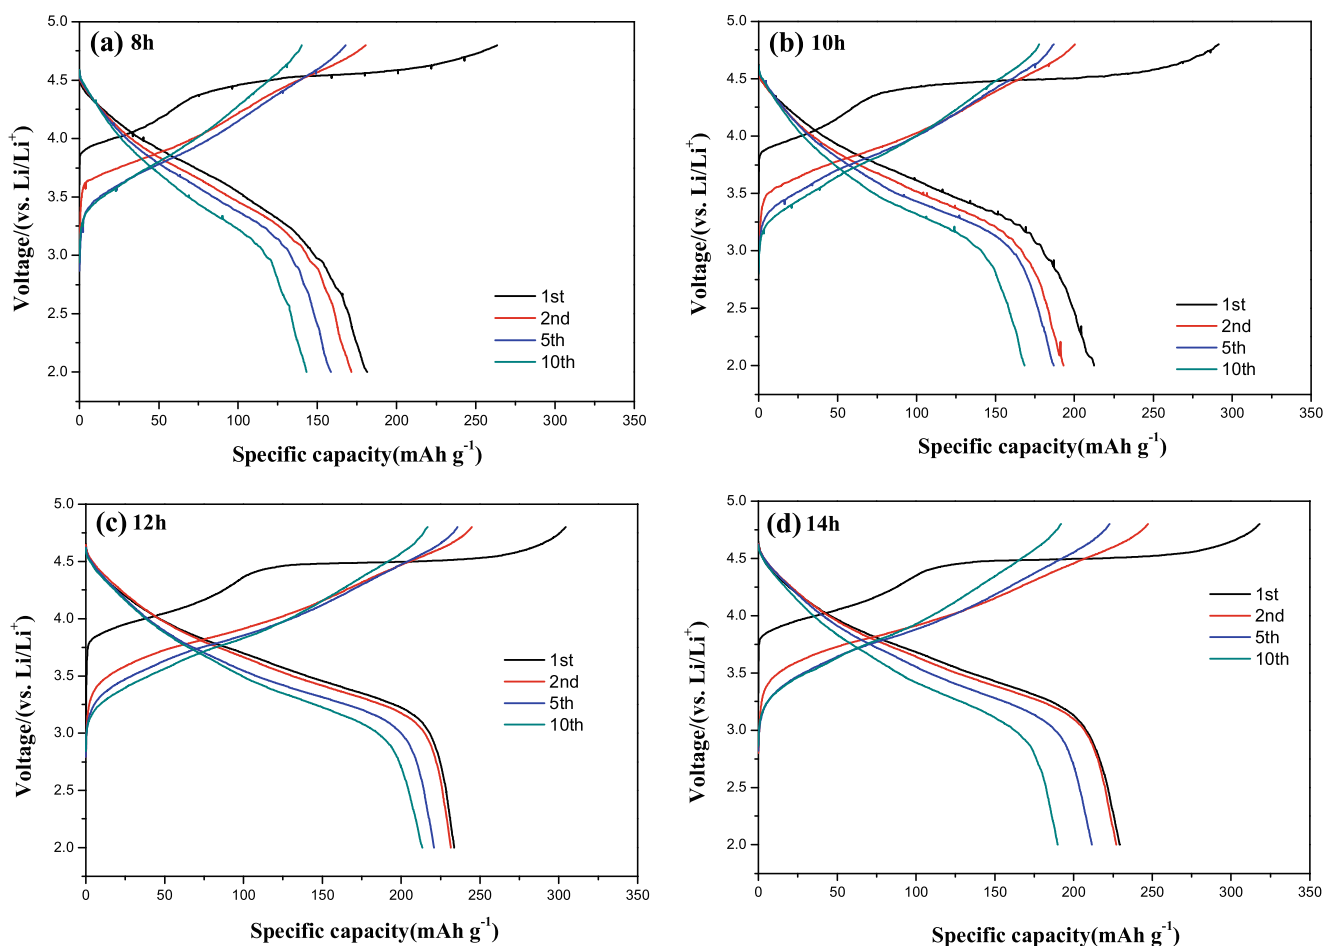 (a) 8h
5.0
4.5
4.0
3.5
3.0
2.5
2.0
Voltage/(vs. Li/Li+)
1st
2nd
5th
10th
0 50 100 150 200 250 300 350
Specific capacity(mAh g-1)
(b) 10h
5.0
4.5
4.0
3.5
3.0
2.5
2.0
Voltage/(vs. Li/Li+)
1st
2nd
5th
10th
0 50 100 150 200 250 300 350
Specific capacity(mAh g-1)
(c) 12h
5.0
4.5
4.0
3.5
3.0
2.5
2.0
Voltage/(vs. Li/Li+)
1st
2nd
5th
10th
0 50 100 150 200 250 300 350
Specific capacity(mAh g-1)
(d) 14h
5.0
4.5
4.0
3.5
3.0
2.5
2.0
Voltage/(vs. Li/Li+)
1st
2nd
5th
10th
0 50 100 150 200 250 300 350
Specific capacity(mAh g-1)